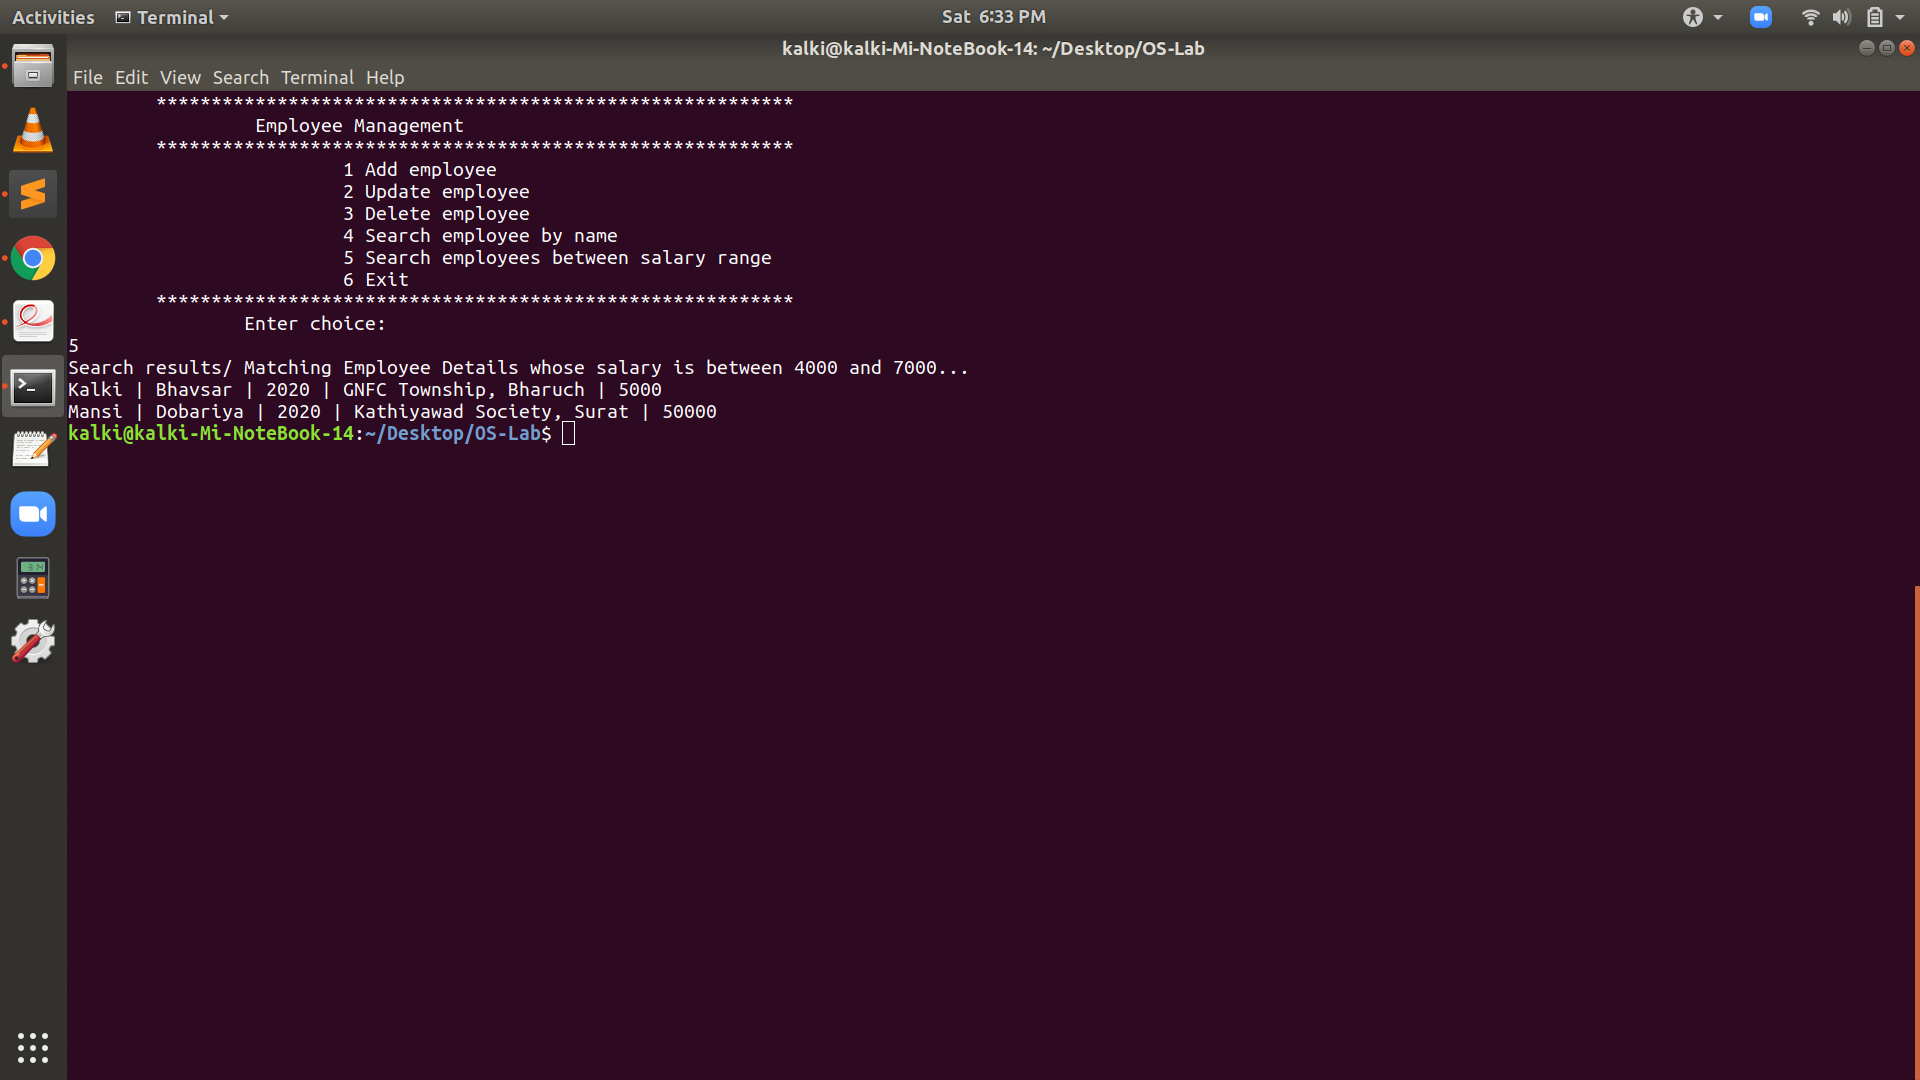 Activities Terminal Sat 6:33 PM
kalki@kalki-Mi-NoteBook-14: ~/Desktop/OS-Lab
File Edit View Search Terminal Help
**********************************************************
Employee Management
**********************************************************
1 Add employee
2 Update employee
3 Delete employee
4 Search employee by name
5 Search employees between salary range
6 Exit
**********************************************************
Enter choice:
5
Search results/ Matching Employee Details whose salary is between 4000 and 7000...
Kalki | Bhavsar | 2020 | GNFC Township, Bharuch | 5000
Mansi | Dobariya | 2020 | Kathiyawad Society, Surat | 50000
kalki@kalki-Mi-NoteBook-14:~/Desktop/OS-Lab$